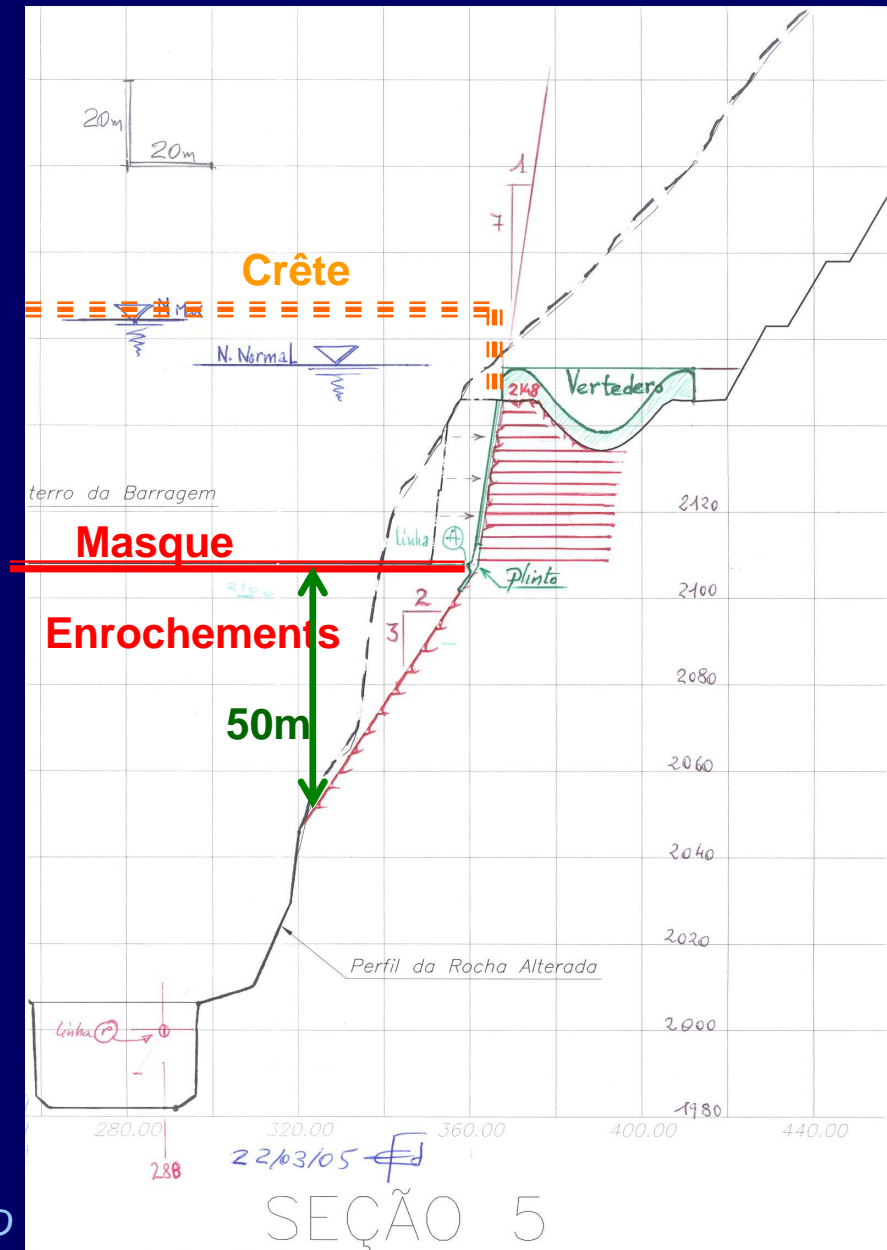 20m
20m
1
7
Crête
N. Normal
2148
Vertedero
terro da Barragem
2120
Linha A
Masque
Plinto
2100
2100
2
3
Enrochements
2080
50m
2060
2040
2020
Perfil da Rocha Alterada
2000
Linha r
1980
280.00
320.00
360.00
400.00
440.00
22/03/05
288
SEÇÃO 5